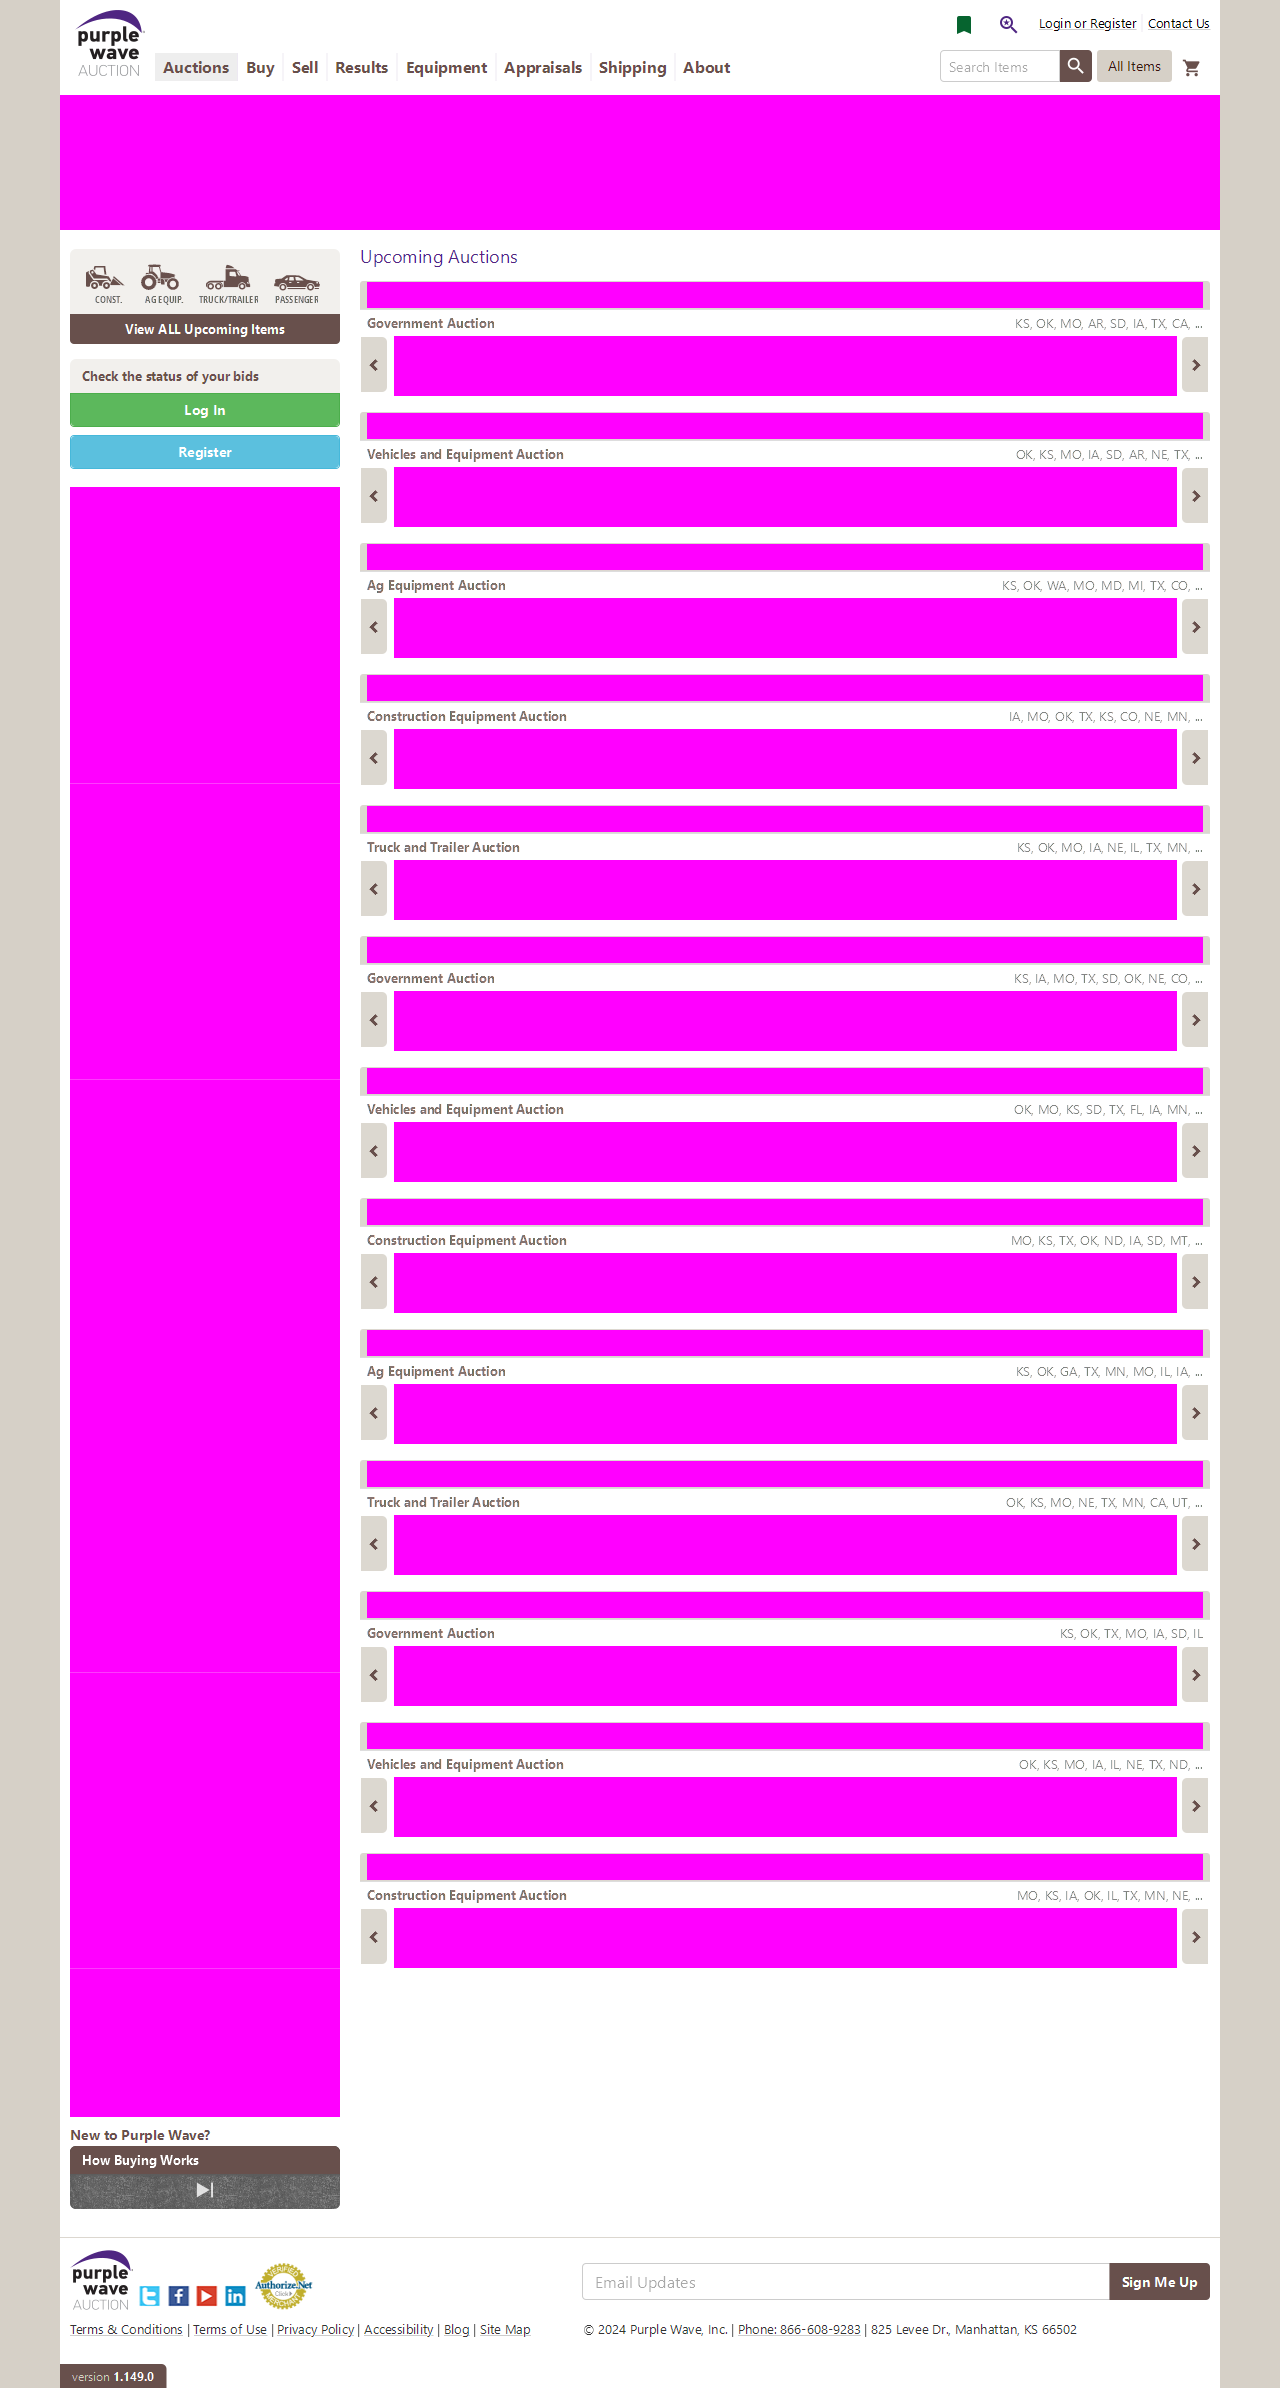 purple
wave
AUCTION
Login or Register
Contact Us
Auctions
Buy
Sell
Results
Equipment
Appraisals
Shipping
About
Search Items
All Items
CONST.
AG EQUIP.
TRUCK/TRAILER
PASSENGER
View ALL Upcoming Items
Check the status of your bids
Log In
Register
Upcoming Auctions
Government Auction
KS, OK, MO, AR, SD, IA, TX, CA, ...
Vehicles and Equipment Auction
OK, KS, MO, IA, SD, AR, NE, TX, ...
Ag Equipment Auction
KS, OK, WA, MO, MD, MI, TX, CO, ...
Construction Equipment Auction
IA, MO, OK, TX, KS, CO, NE, MN, ...
Truck and Trailer Auction
KS, OK, MO, IA, NE, IL, TX, MN, ...
Government Auction
KS, IA, MO, TX, SD, OK, NE, CO, ...
Vehicles and Equipment Auction
OK, MO, KS, SD, TX, FL, IA, MN, ...
Construction Equipment Auction
MO, KS, TX, OK, ND, IA, SD, MT, ...
Ag Equipment Auction
KS, OK, GA, TX, MN, MO, IL, IA, ...
Truck and Trailer Auction
OK, KS, MO, NE, TX, MN, CA, UT, ...
Government Auction
KS, OK, TX, MO, IA, SD, IL
Vehicles and Equipment Auction
OK, KS, MO, IA, IL, NE, TX, ND, ...
Construction Equipment Auction
MO, KS, IA, OK, IL, TX, MN, NE, ...
New to Purple Wave?
How Buying Works
purple
wave
AUCTION
VERIFIED
Authorize.Net
Click
MERCHANT
Email Updates
Sign Me Up
Terms & Conditions | Terms of Use | Privacy Policy | Accessibility | Blog | Site Map
© 2024 Purple Wave, Inc. | Phone: 866-608-9283 | 825 Levee Dr., Manhattan, KS 66502
version 1.149.0